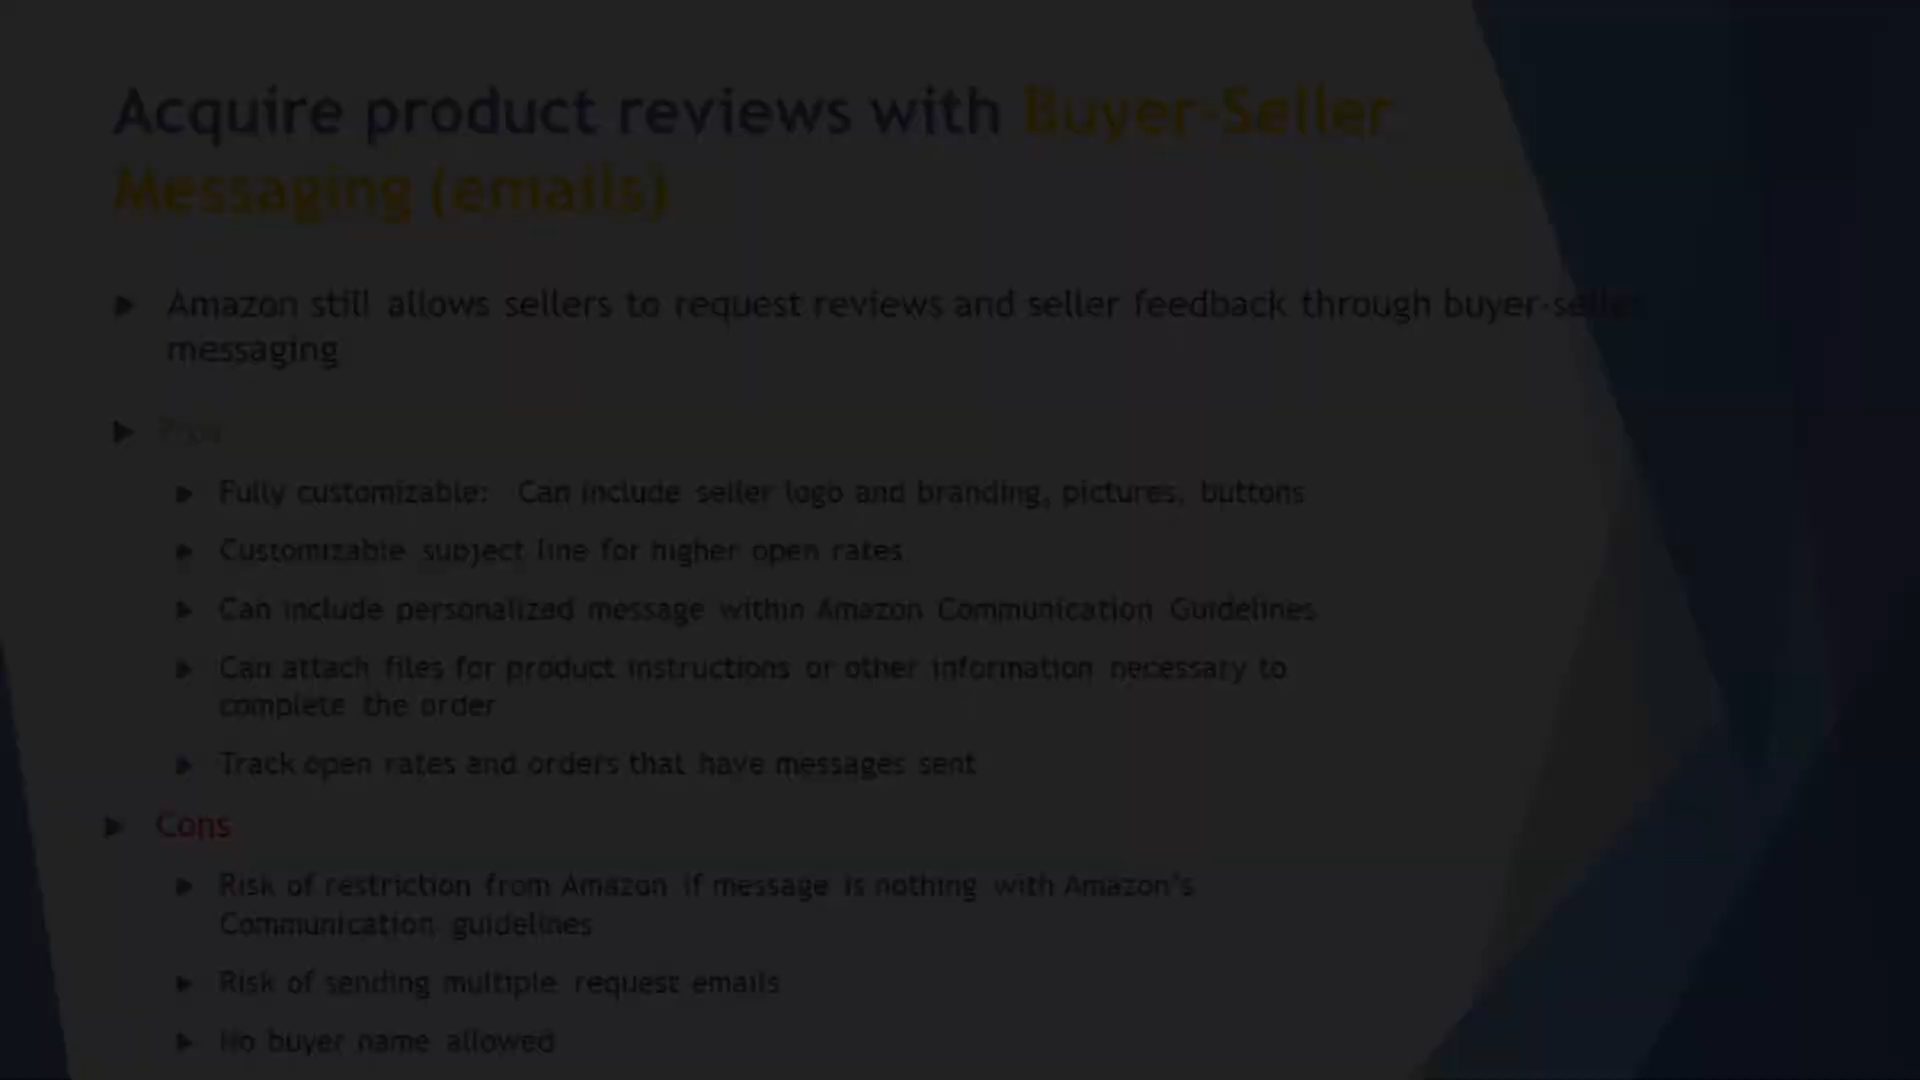 Acquire product reviews with Buyer-Seller
Messaging (emails)
Amazon still allows sellers to request reviews and seller feedback through buyer-seller
messaging
Pros
Fully customizable: Can include seller logo and branding, pictures, buttons
Customizable subject line for higher open rates
Can include personalized message within Amazon Communication Guidelines
Can attach files for product instructions or other information necessary to
complete the order
Track open rates and orders that have messages sent
Cons
Risk of restriction from Amazon if message is nothing with Amazon's
Communication guidelines
Risk of sending multiple request emails
No buyer name allowed